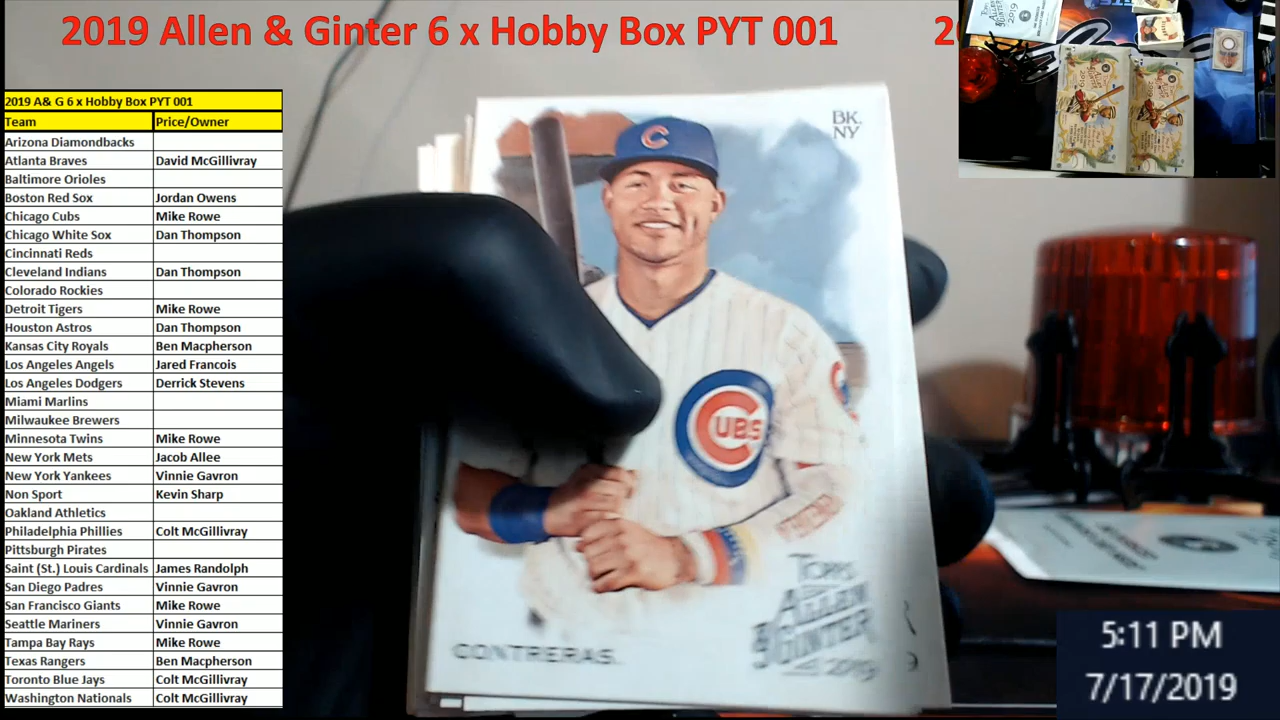 2019 Allen & Ginter 6 x Hobby Box PYT 001
2019 A& G 6 x Hobby Box PYT 001
Team Price/Owner
Arizona Diamondbacks
Atlanta Braves David McGillivray
Baltimore Orioles
Boston Red Sox Jordan Owens
Chicago Cubs Mike Rowe
Chicago White Sox Dan Thompson
Cincinnati Reds
Cleveland Indians Dan Thompson
Colorado Rockies
Detroit Tigers Mike Rowe
Houston Astros Dan Thompson
Kansas City Royals Ben Macpherson
Los Angeles Angels Jared Francois
Los Angeles Dodgers Derrick Stevens
Miami Marlins
Milwaukee Brewers
Minnesota Twins Mike Rowe
New York Mets Jacob Allee
New York Yankees Vinnie Gavron
Non Sport Kevin Sharp
Oakland Athletics
Philadelphia Phillies Colt McGillivray
Pittsburgh Pirates
Saint (St.) Louis Cardinals James Randolph
San Diego Padres Vinnie Gavron
San Francisco Giants Mike Rowe
Seattle Mariners Vinnie Gavron
Tampa Bay Rays Mike Rowe
Texas Rangers Ben Macpherson
Toronto Blue Jays Colt McGillivray
Washington Nationals Colt McGillivray
BK.
NY
C
CUBS
CONTRERAS.
TOPPS
ALLEN
& GINTER
2019
5:11 PM
7/17/2019